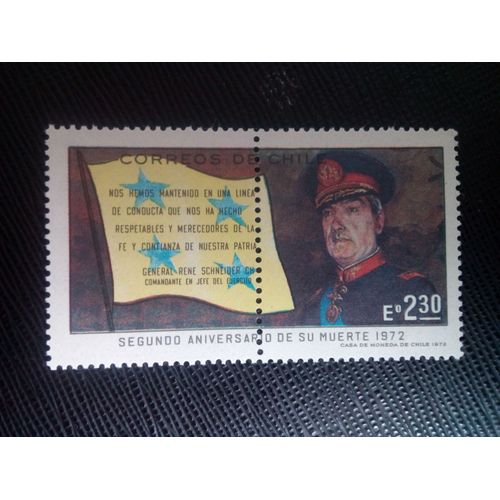 CORREOS DE CHILE
NOS HEMOS MANTENIDO EN UNA LINEA
DE CONDUCTA QUE NOS HA HECHO
RESPETABLES Y MERECEDORES DE LA
FE Y CONFIANZA DE NUESTRA PATRIA
GENERAL RENE SCHNEIDER CH
COMANDANTE EN JEFE DEL EJERCITO
Eº 2.30
SEGUNDO ANIVERSARIO DE SU MUERTE 1972
CASA DE MONEDA DE CHILE 1972